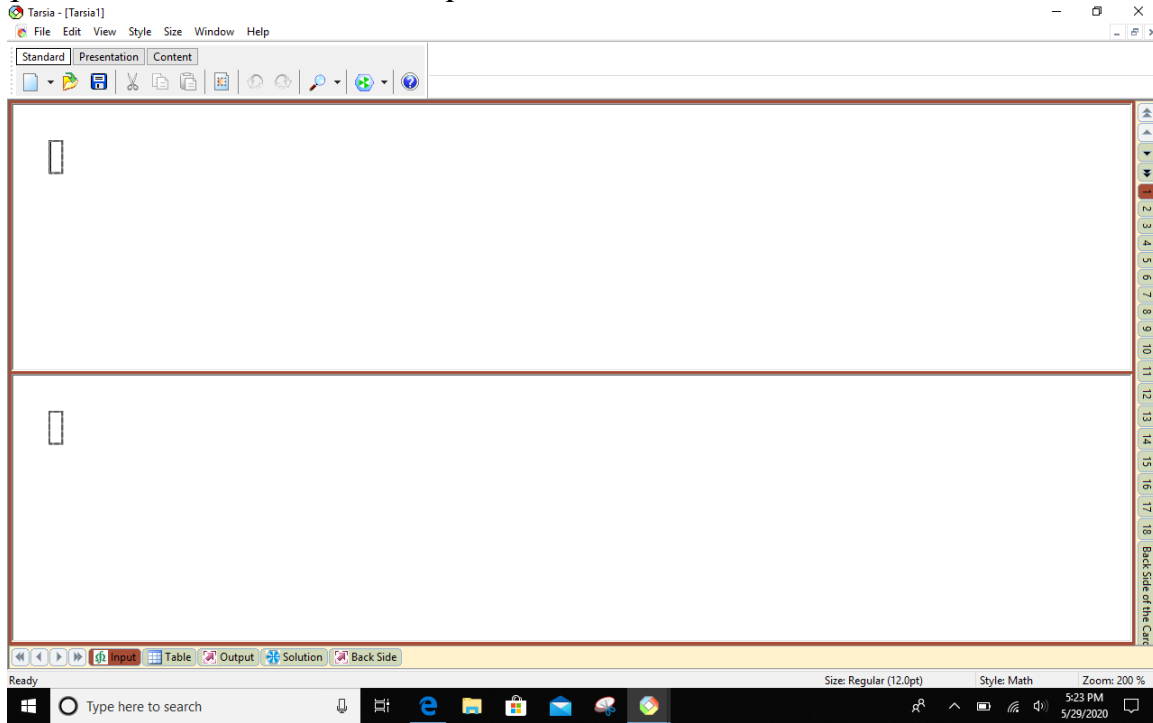 Tarsia - [Tarsia1]
File Edit View Style Size Window Help
Standard Presentation Content
1
2
3
4
5
6
7
8
9
10
11
12
13
14
15
16
17
18
Back Side of the Card
Input Table Output Solution Back Side
Ready Size: Regular (12.0pt) Style: Math Zoom: 200 %
Type here to search
5:23 PM
5/29/2020